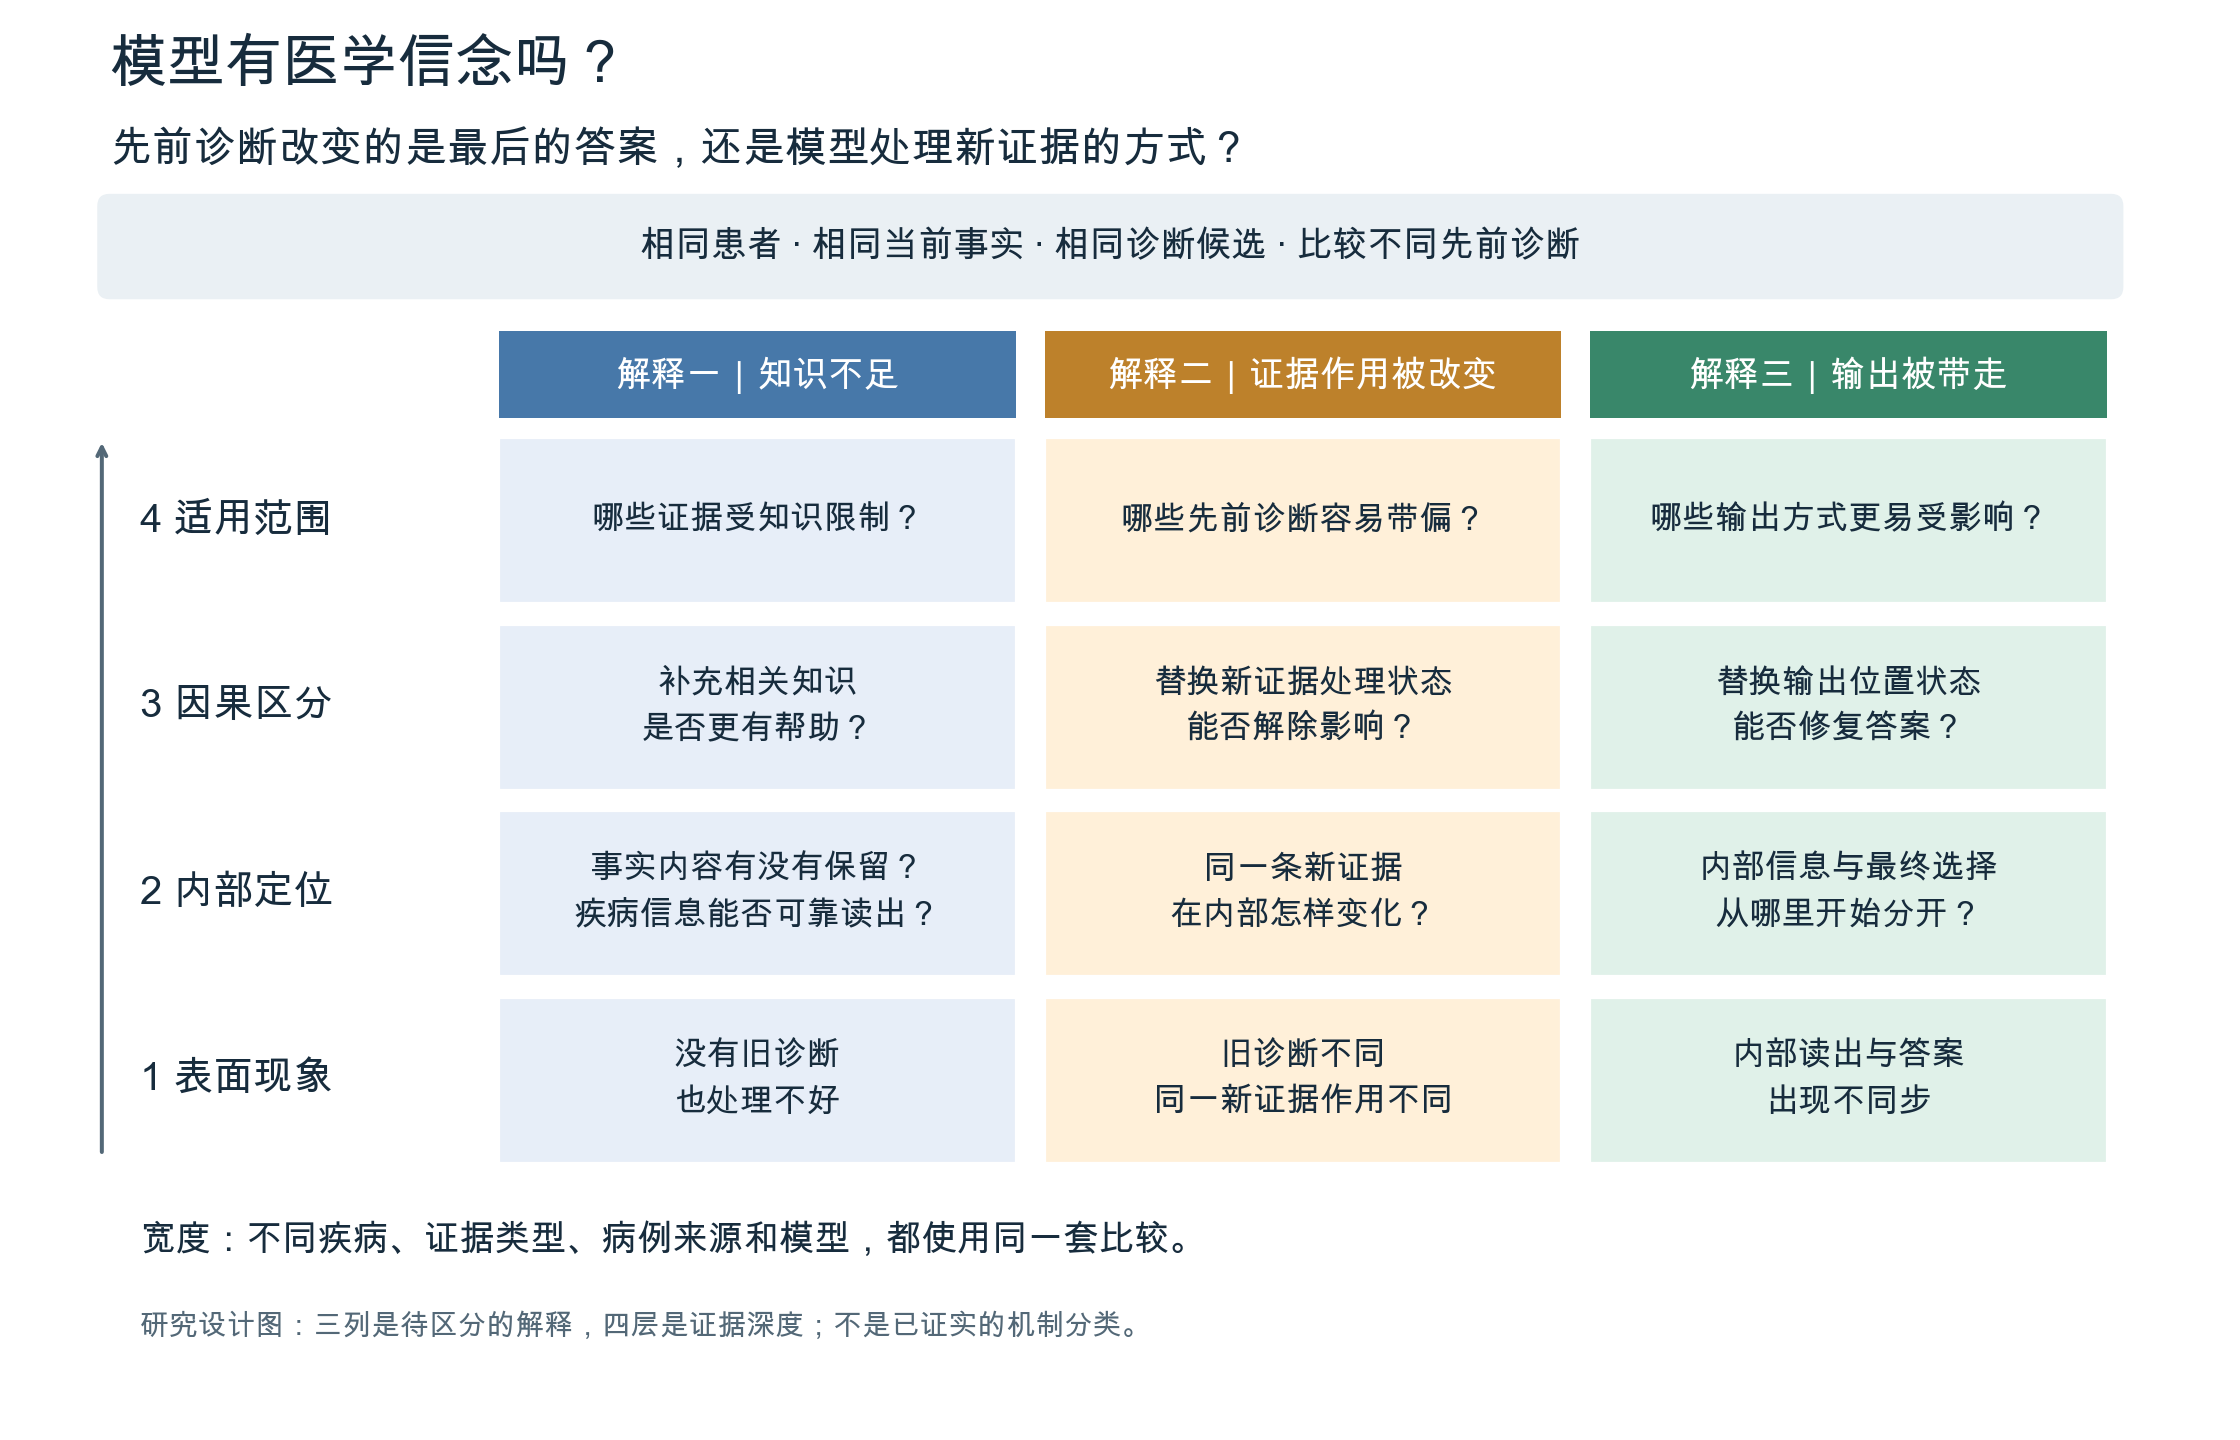 模型有医学信念吗？
先前诊断改变的是最后的答案，还是模型处理新证据的方式？
相同患者 · 相同当前事实 · 相同诊断候选 · 比较不同先前诊断
解释一 | 知识不足
解释二 | 证据作用被改变
解释三 | 输出被带走
4 适用范围
哪些证据受知识限制？
哪些先前诊断容易带偏？
哪些输出方式更易受影响？
3 因果区分
补充相关知识
是否更有帮助？
替换新证据处理状态
能否解除影响？
替换输出位置状态
能否修复答案？
2 内部定位
事实内容有没有保留？
疾病信息能否可靠读出？
同一条新证据
在内部怎样变化？
内部信息与最终选择
从哪里开始分开？
1 表面现象
没有旧诊断
也处理不好
旧诊断不同
同一新证据作用不同
内部读出与答案
出现不同步
宽度：不同疾病、证据类型、病例来源和模型，都使用同一套比较。
研究设计图：三列是待区分的解释，四层是证据深度；不是已证实的机制分类。